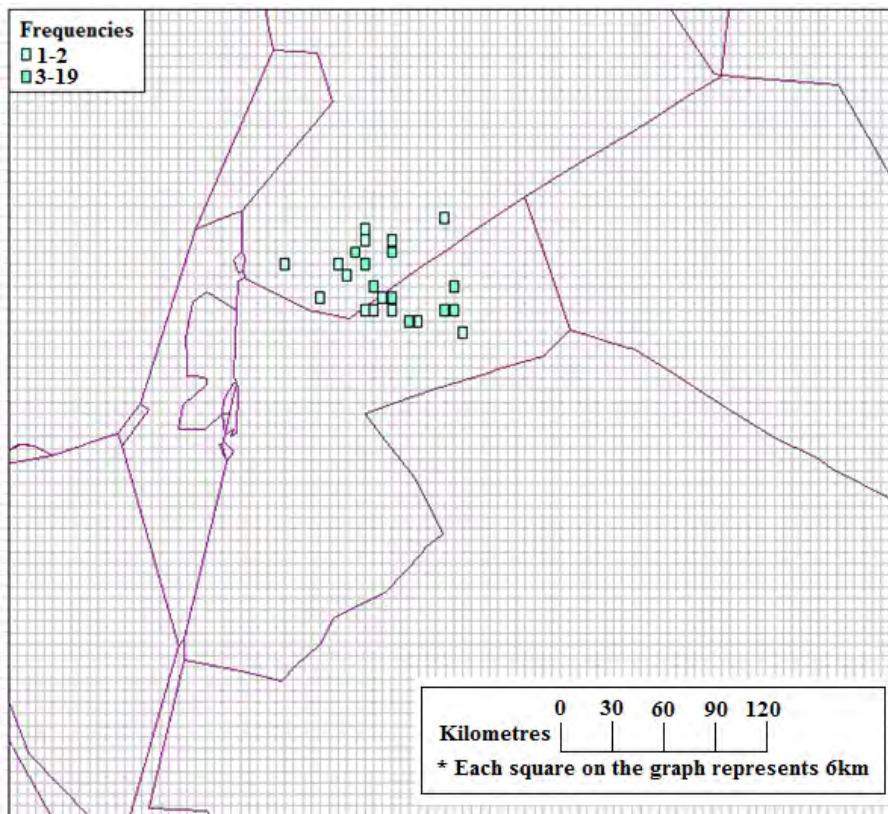 Frequencies
1-2
3-19
0 30 60 90 120
Kilometres
* Each square on the graph represents 6km